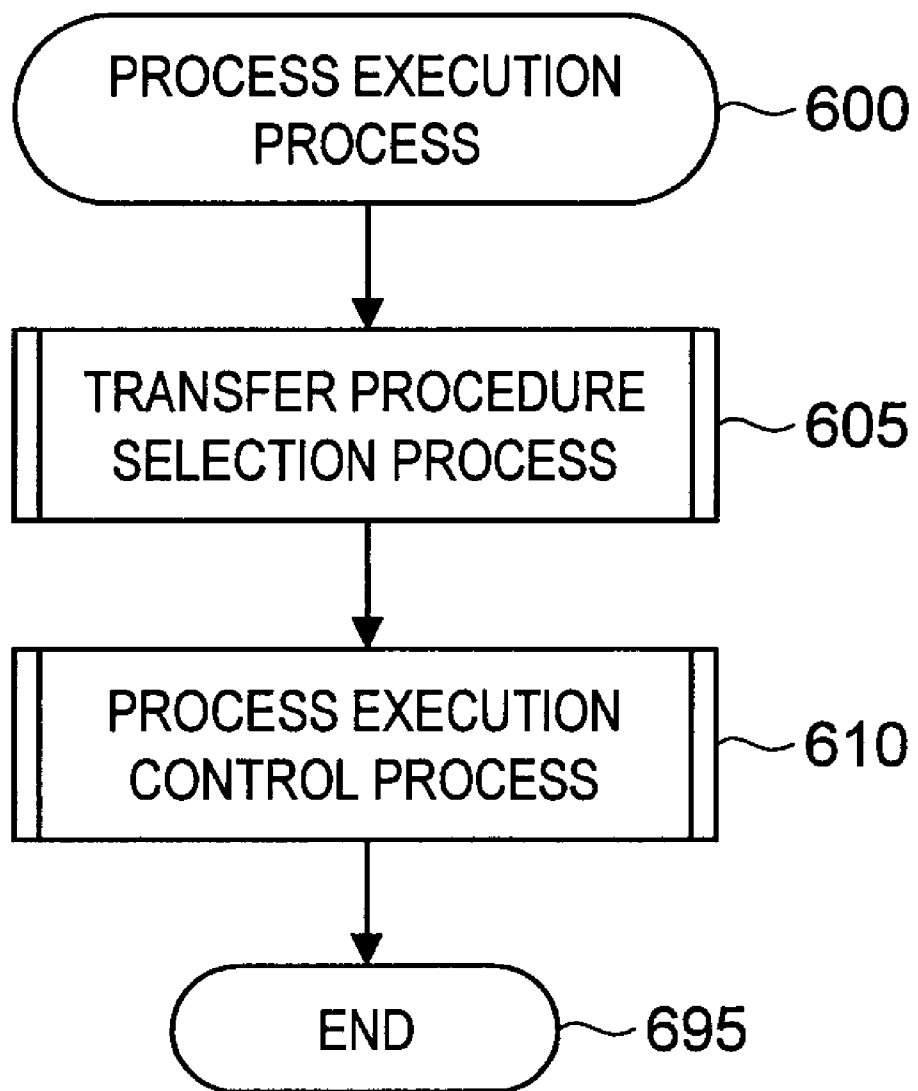 PROCESS EXECUTION
PROCESS
600
TRANSFER PROCEDURE
SELECTION PROCESS
605
PROCESS EXECUTION
CONTROL PROCESS
610
END
695